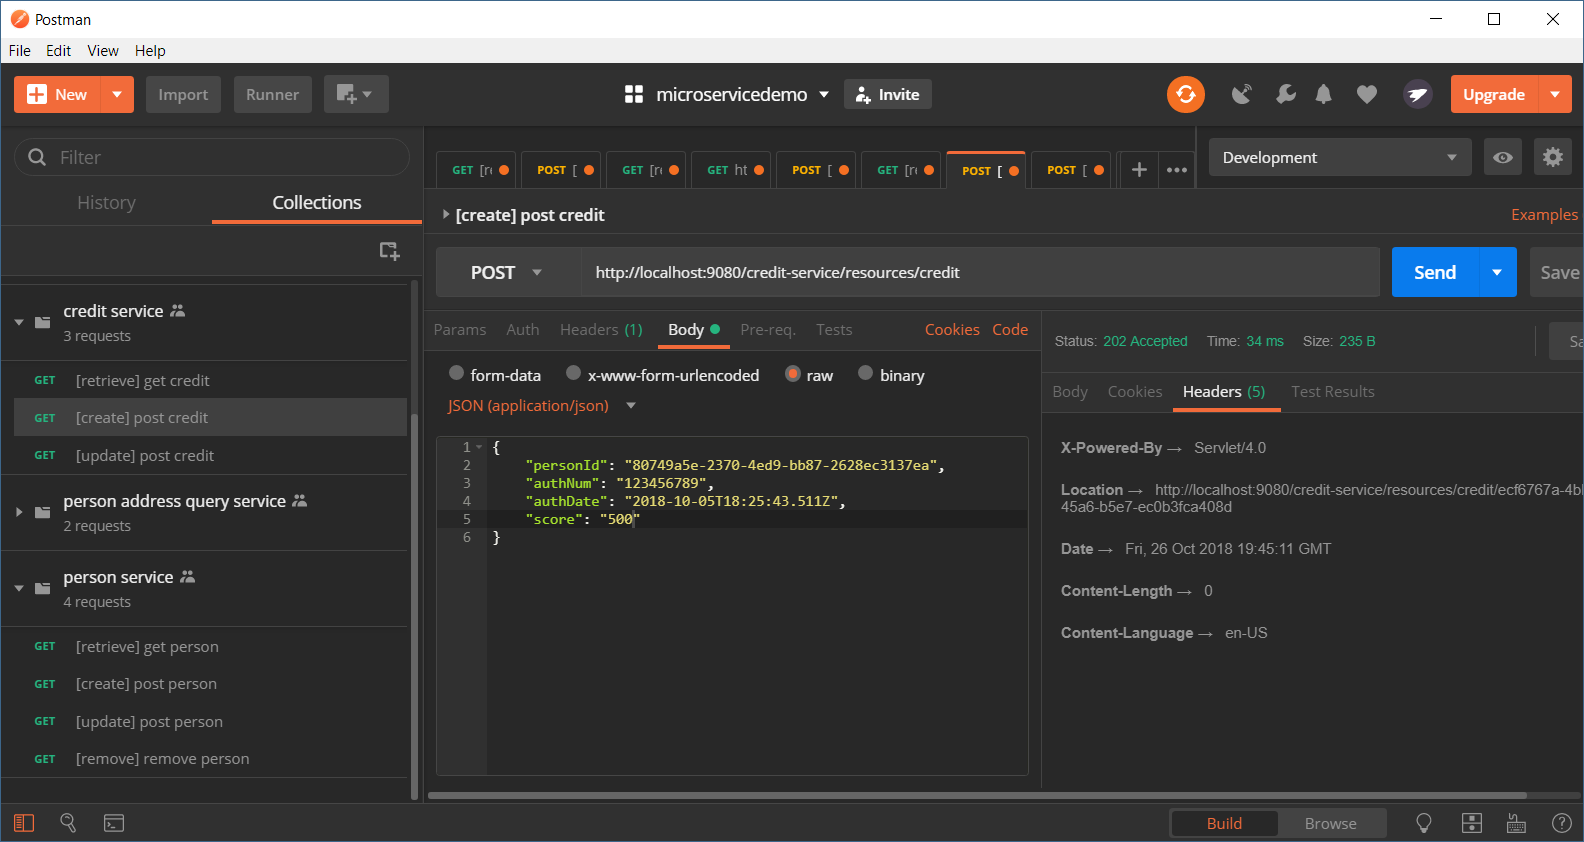 Postman
File Edit View Help
New Import Runner microservicedemo Invite Upgrade
Filter
History Collections
credit service
3 requests
GET [retrieve] get credit
GET [create] post credit
GET [update] post credit
person address query service
2 requests
person service
4 requests
GET [retrieve] get person
GET [create] post person
GET [update] post person
GET [remove] remove person
GET [re POST [ GET [re GET ht POST [ GET [re POST [ POST [
Development
[create] post credit Examples
POST http://localhost:9080/credit-service/resources/credit Send Save
Params Auth Headers (1) Body Pre-req. Tests Cookies Code
form-data x-www-form-urlencoded raw binary
JSON (application/json)
1 {
2 "personId": "80749a5e-2370-4ed9-bb87-2628ec3137ea",
3 "authNum": "123456789",
4 "authDate": "2018-10-05T18:25:43.511Z",
5 "score": "500"
6 }
Status: 202 Accepted Time: 34 ms Size: 235 B Sa
Body Cookies Headers (5) Test Results
X-Powered-By → Servlet/4.0
Location → http://localhost:9080/credit-service/resources/credit/ecf6767a-4b
45a6-b5e7-ec0b3fca408d
Date → Fri, 26 Oct 2018 19:45:11 GMT
Content-Length → 0
Content-Language → en-US
Build Browse